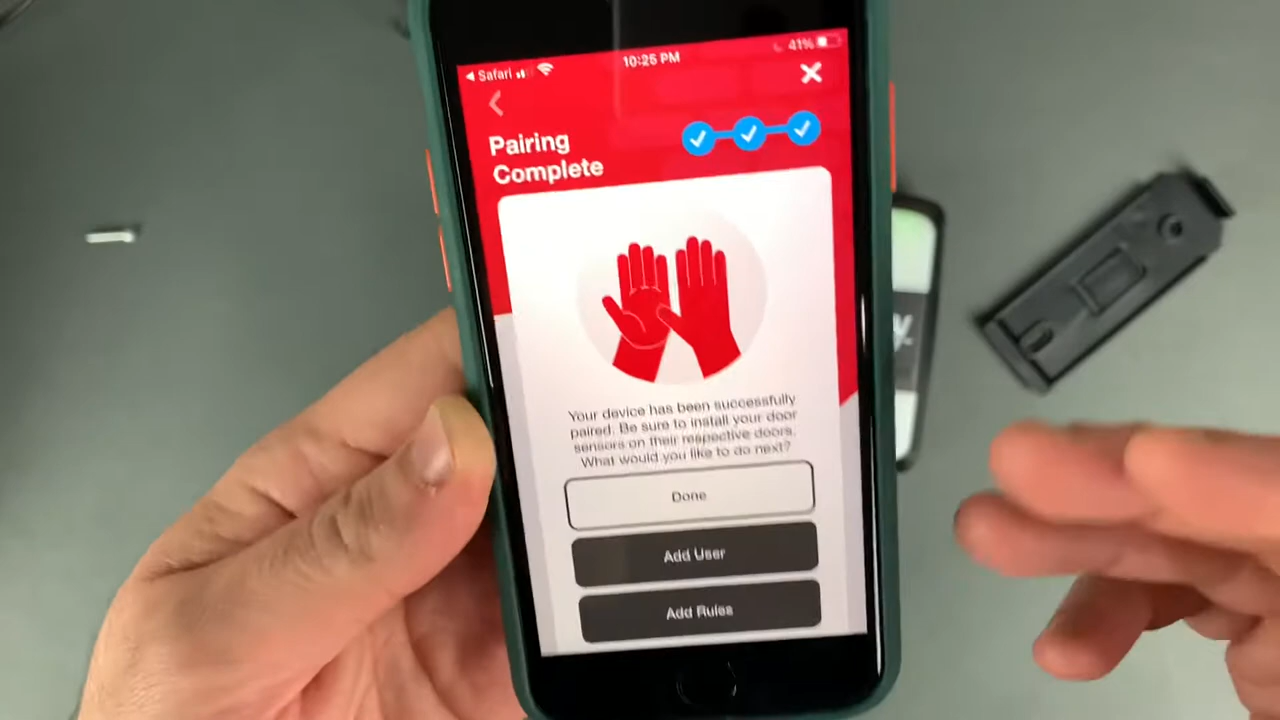 Safari
10:25 PM
41%
Pairing
Complete
Your device has been successfully
paired. Be sure to install your door
sensors on their respective doors.
What would you like to do next?
Done
Add User
Add Rules